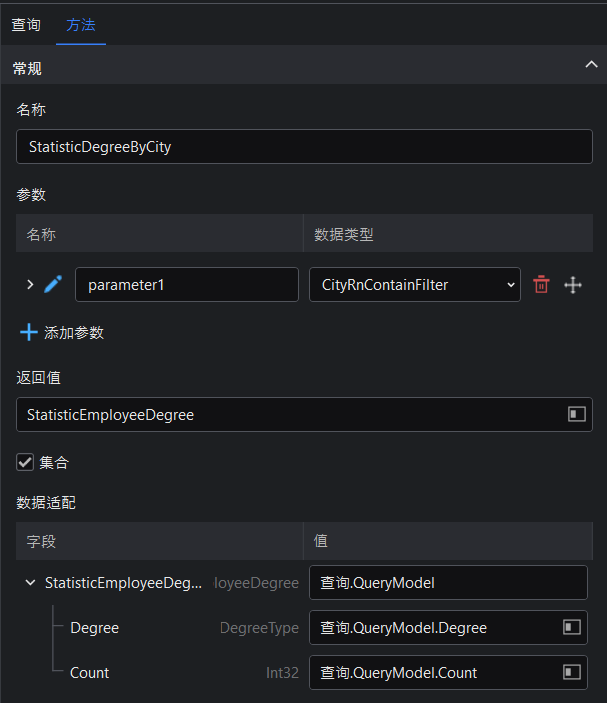 查询 方法
常规
名称
StatisticDegreeByCity
参数
名称 数据类型
parameter1 CityRnContainFilter
添加参数
返回值
StatisticEmployeeDegree
集合
数据适配
字段 值
StatisticEmployeeDeg... loyeeDegree 查询.QueryModel
Degree DegreeType 查询.QueryModel.Degree
Count Int32 查询.QueryModel.Count